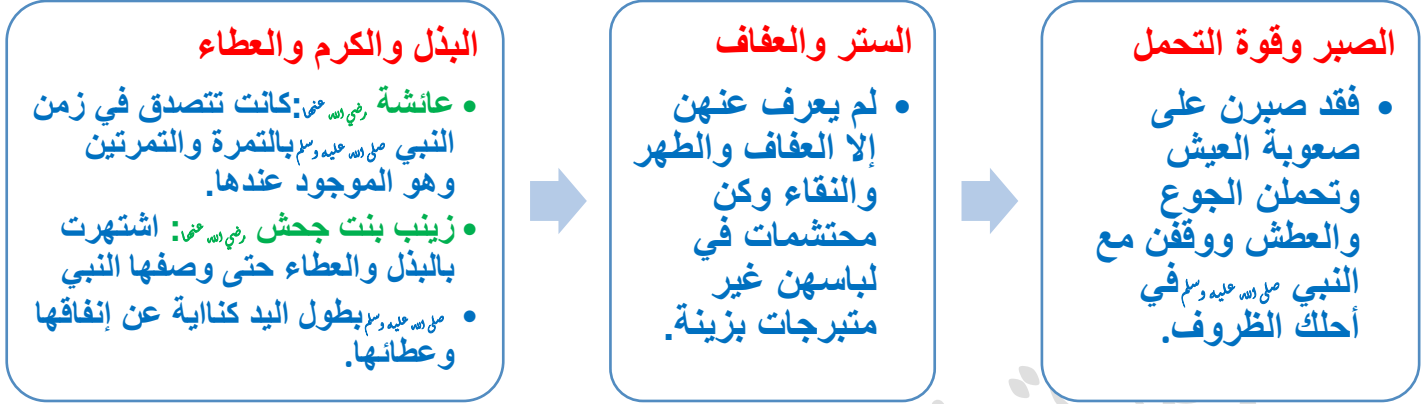 الصبر وقوة التحمل
• فقد صبرن على
صعوبة العيش
وتحملن الجوع
والعطش ووقفن مع
النبي صلى الله عليه وسلم في
أحلك الظروف.
الستر والعفاف
• لم يعرف عنهن
إلا العفاف والطهر
والنقاء وكن
محتشمات في
لباسهن غير
متبرجات بزينة.
البذل والكرم والعطاء
• عائشة رضي الله عنها: كانت تتصدق في زمن
النبي صلى الله عليه وسلم بالتمرة والتمرتين
وهو الموجود عندها.
• زينب بنت جحش رضي الله عنها: اشتهرت
بالبذل والعطاء حتى وصفها النبي
• صلى الله عليه وسلم بطول اليد كنااية عن إنفاقها
وعطائها.